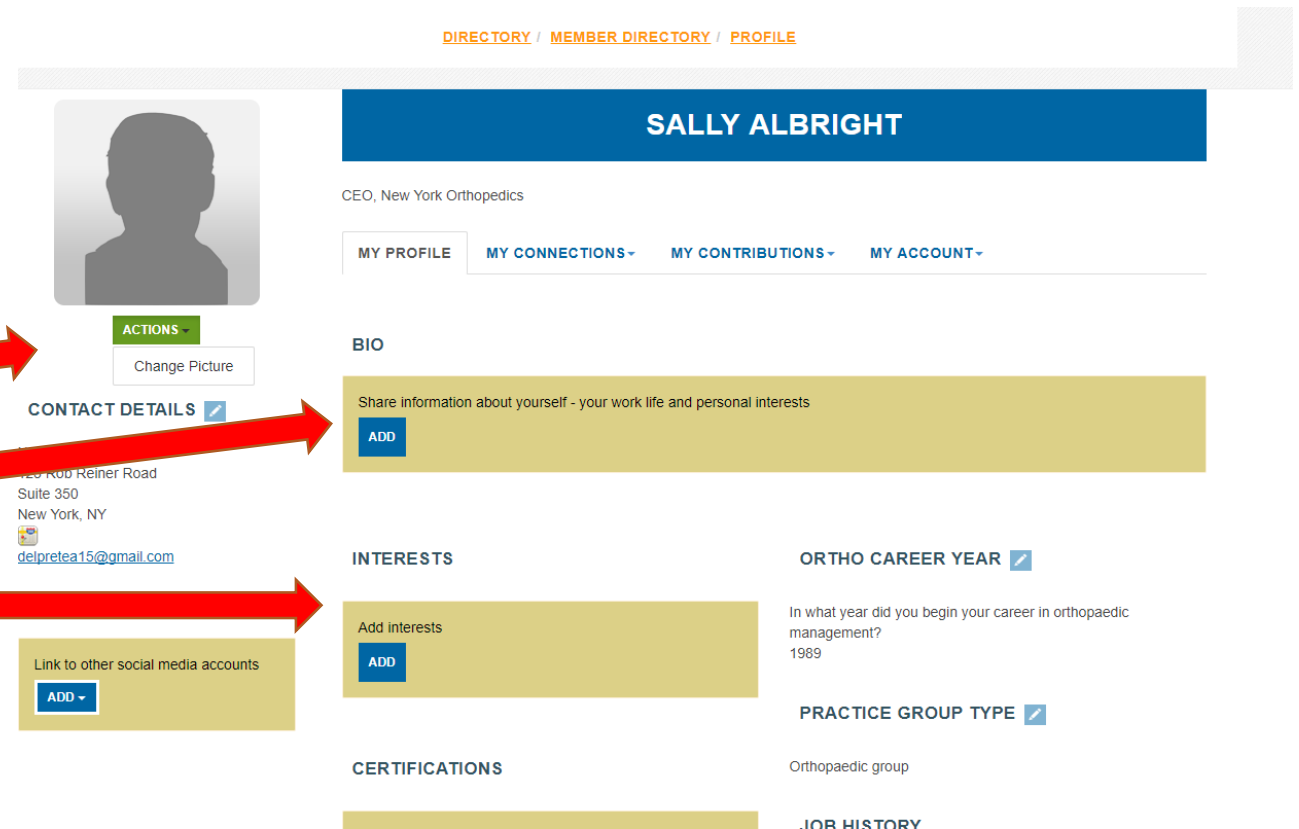 DIRECTORY / MEMBER DIRECTORY / PROFILE
SALLY ALBRIGHT
CEO, New York Orthopedics
MY PROFILE MY CONNECTIONS MY CONTRIBUTIONS MY ACCOUNT
ACTIONS
Change Picture
CONTACT DETAILS
Rob Reiner Road
Suite 350
New York, NY
delpretea15@gmail.com
Link to other social media accounts
ADD
BIO
Share information about yourself - your work life and personal interests
ADD
INTERESTS
Add interests
ADD
CERTIFICATIONS
ORTHO CAREER YEAR
In what year did you begin your career in orthopaedic
management?
1989
PRACTICE GROUP TYPE
Orthopaedic group
JOB HISTORY